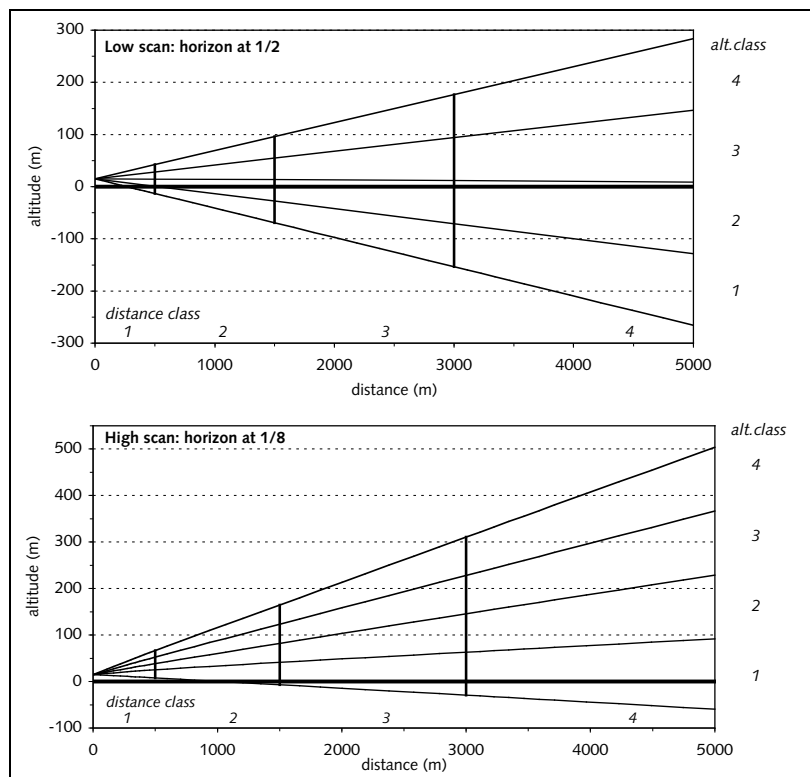 Low scan: horizon at 1/2
alt.class
300
200
100
0
-100
-200
-300
altitude (m)
4
3
2
1
distance class
1 2 3 4
0 1000 2000 3000 4000 5000
distance (m)
High scan: horizon at 1/8
alt.class
500
400
300
200
100
0
-100
altitude (m)
4
3
2
1
distance class
1 2 3 4
0 1000 2000 3000 4000 5000
distance (m)